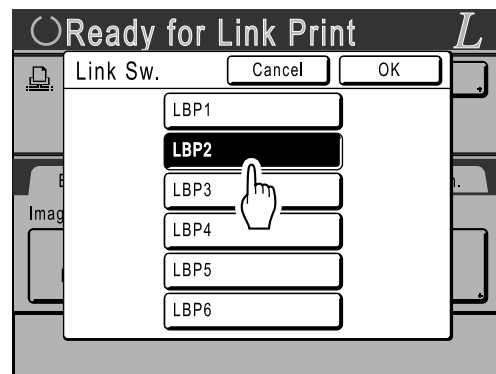 Ready for Link Print L
Link Sw. Cancel OK
LBP1
LBP2
LBP3
LBP4
LBP5
LBP6
Imag